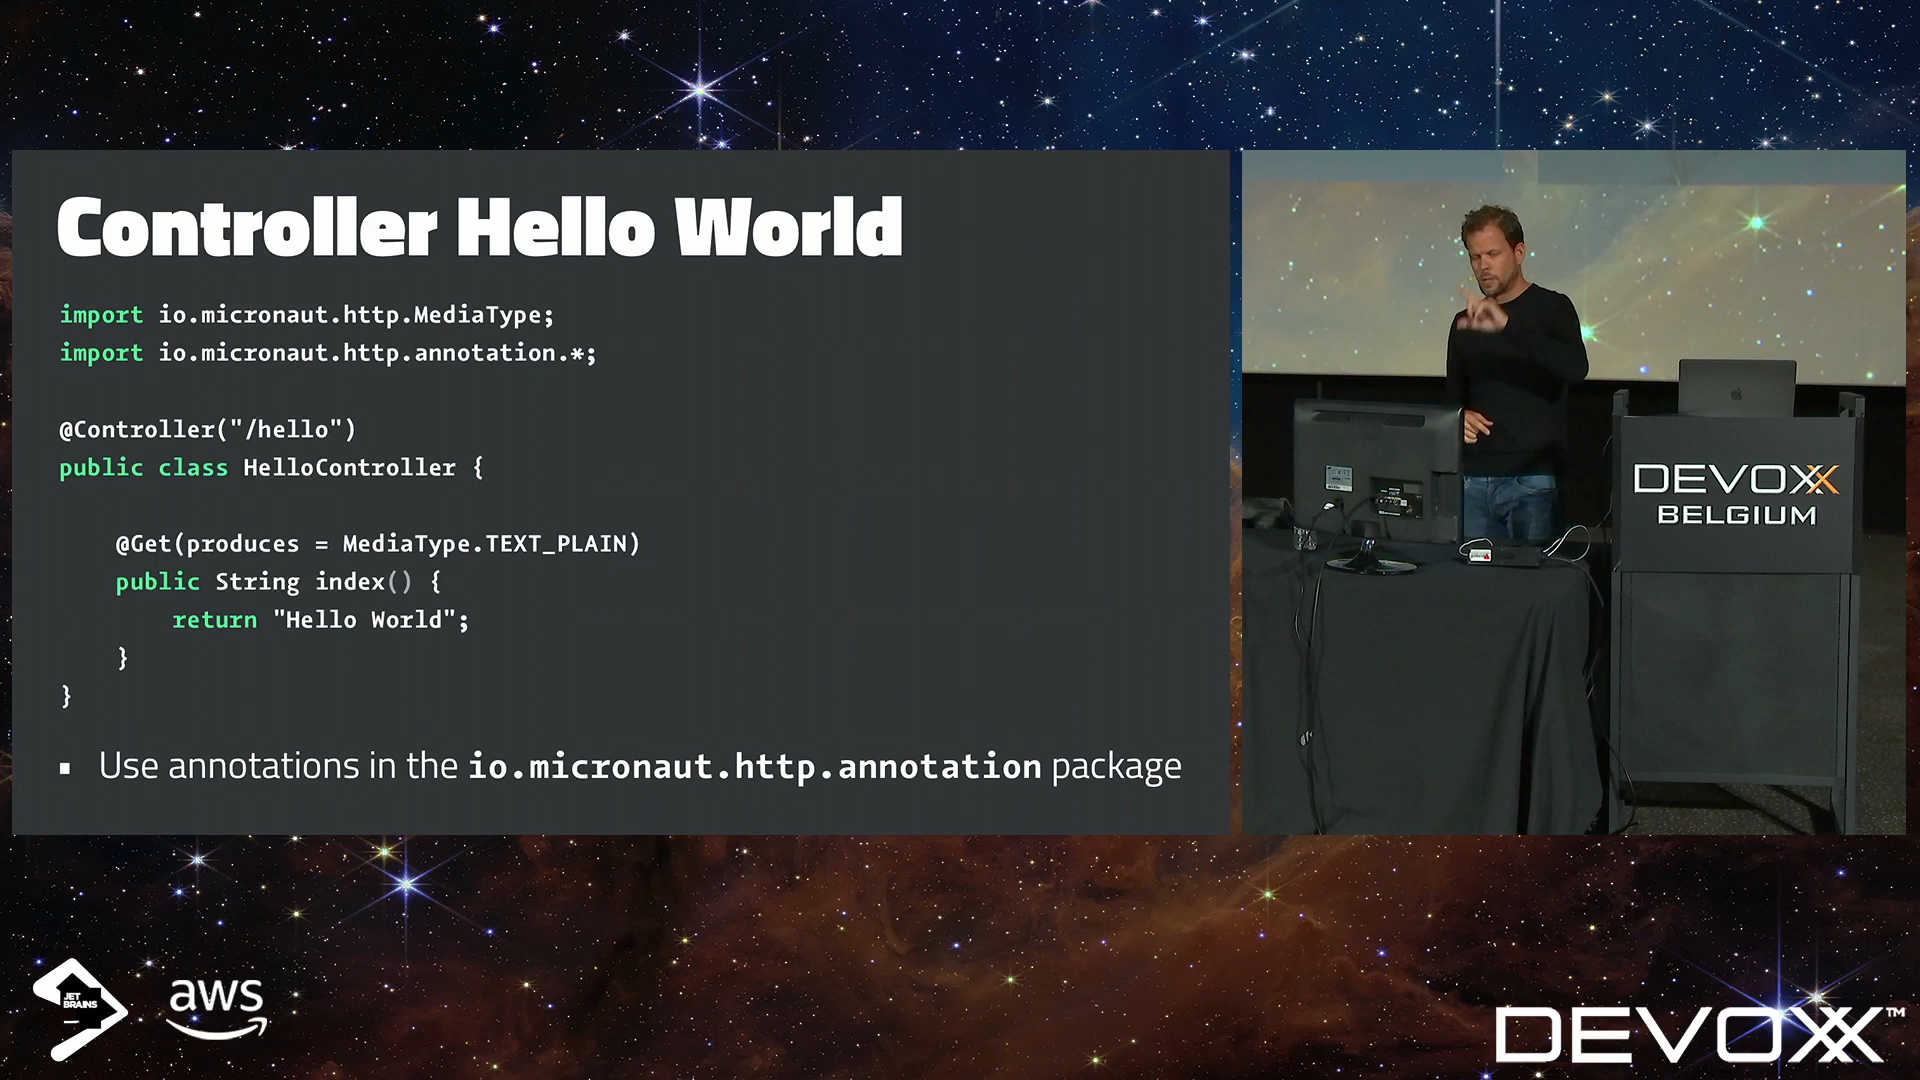 Controller Hello World
import io.micronaut.http.MediaType;
import io.micronaut.http.annotation.*;
@Controller("/hello")
public class HelloController {
@Get(produces = MediaType.TEXT_PLAIN)
public String index() {
return "Hello World";
}
}
▪ Use annotations in the io.micronaut.http.annotation package
DEVOXX
BELGIUM
JET
BRAINS
aws
DEVOXX™